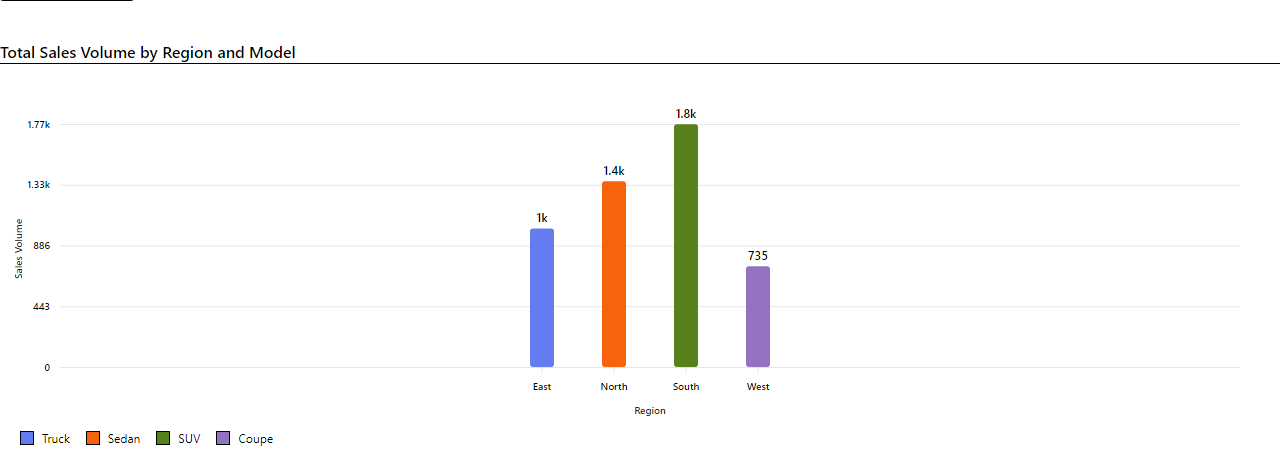 Total Sales Volume by Region and Model
1.8k
1.77k
1.4k
1.33k
1k
886
735
443
0
Sales Volume
East North South West
Region
Truck Sedan SUV Coupe